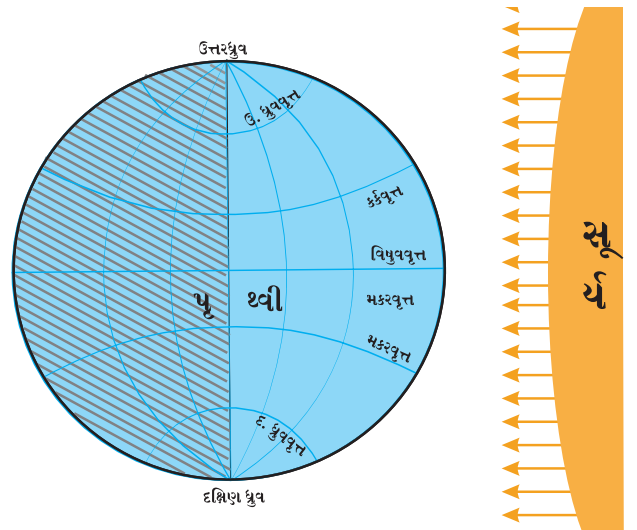 ઉત્તરધ્રુવ
ઉ. ધ્રુવવૃત્ત
કર્કવૃત્ત
વિષુવવૃત્ત
પૃ થ્વી
મકરવૃત્ત
મકરવૃત્ત
દ. ધ્રુવવૃત્ત
દક્ષિણ ધ્રુવ
સૂ
ર્ય